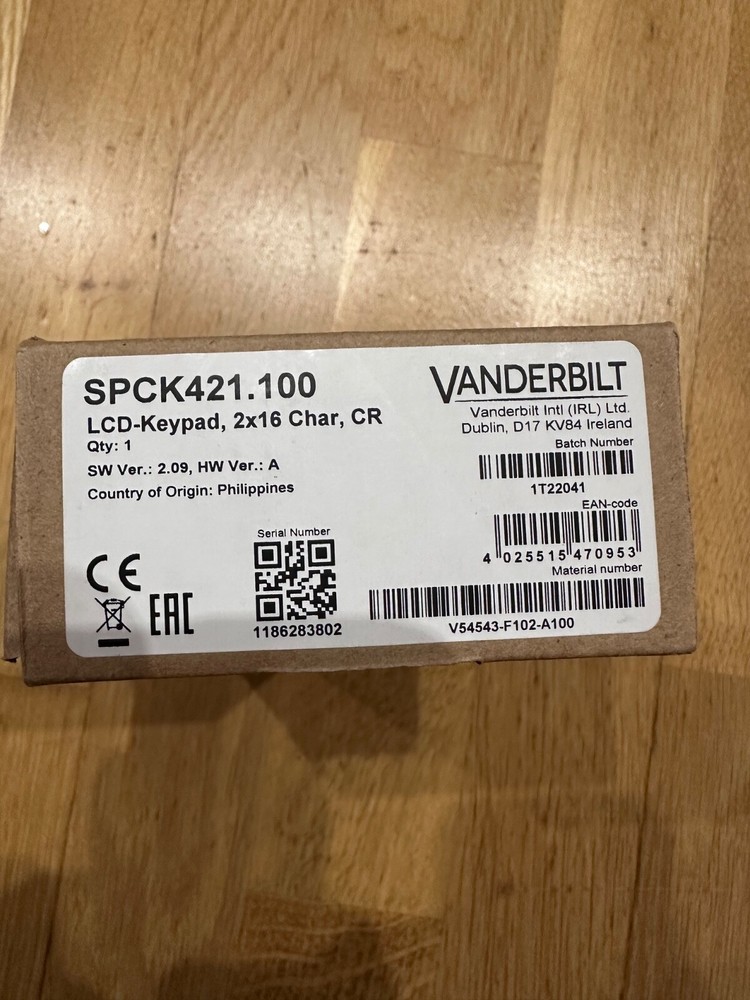 SPCK421.100
LCD-Keypad, 2x16 Char, CR
Qty: 1
SW Ver.: 2.09, HW Ver.: A
Country of Origin: Philippines
VANDERBILT
Vanderbilt Intl (IRL) Ltd.
Dublin, D17 KV84 Ireland
Batch Number
1T22041
EAN-code
4 025515 470953
Material number
V54543-F102-A100
Serial Number
1186283802
CE
EAC